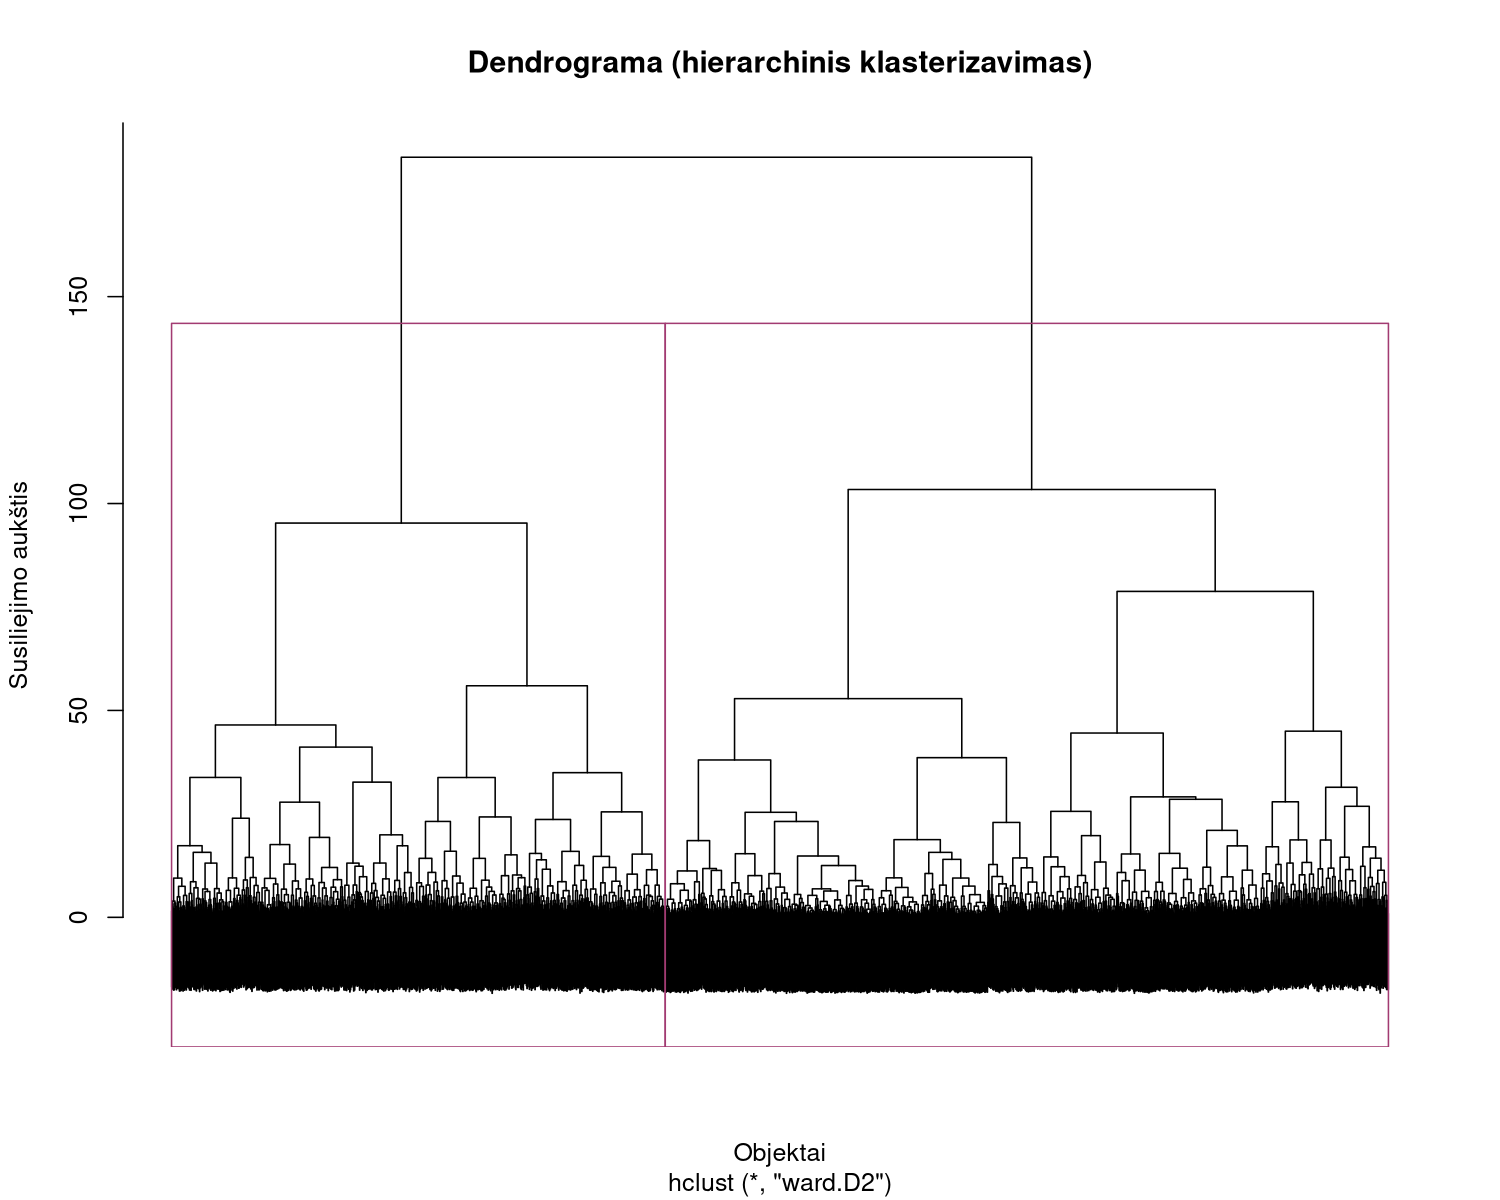 Dendrograma (hierarchinis klasterizavimas)
Susiliejimo aukštis
150
100
50
0
Objektai
hclust (*, "ward.D2")